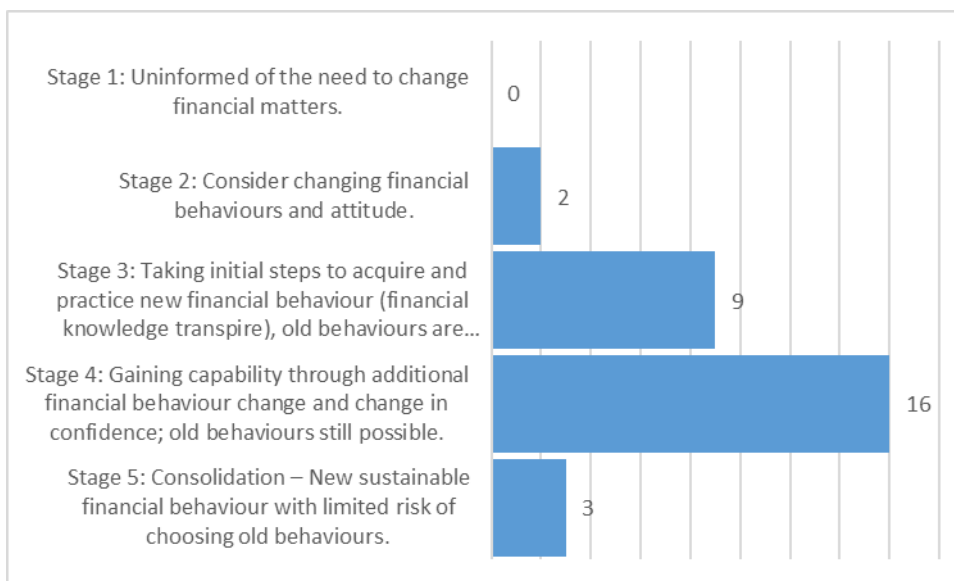 Stage 1: Uninformed of the need to change
financial matters.
0
Stage 2: Consider changing financial
behaviours and attitude.
2
Stage 3: Taking initial steps to acquire and
practice new financial behaviour (financial
knowledge transpire), old behaviours are...
9
Stage 4: Gaining capability through additional
financial behaviour change and change in
confidence; old behaviours still possible.
16
Stage 5: Consolidation – New sustainable
financial behaviour with limited risk of
choosing old behaviours.
3